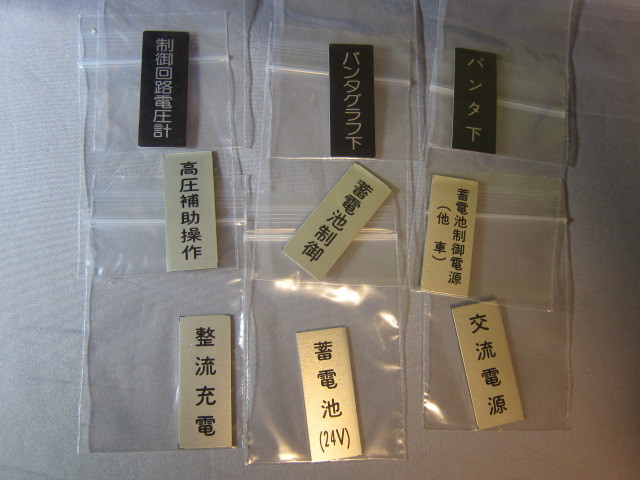 制御回路電圧計
パンタグラフ下
パンタ下
高圧補助操作
蓄電池制御
蓄電池制御電源
(他車)
整流充電
蓄電池
(24V)
交流電源